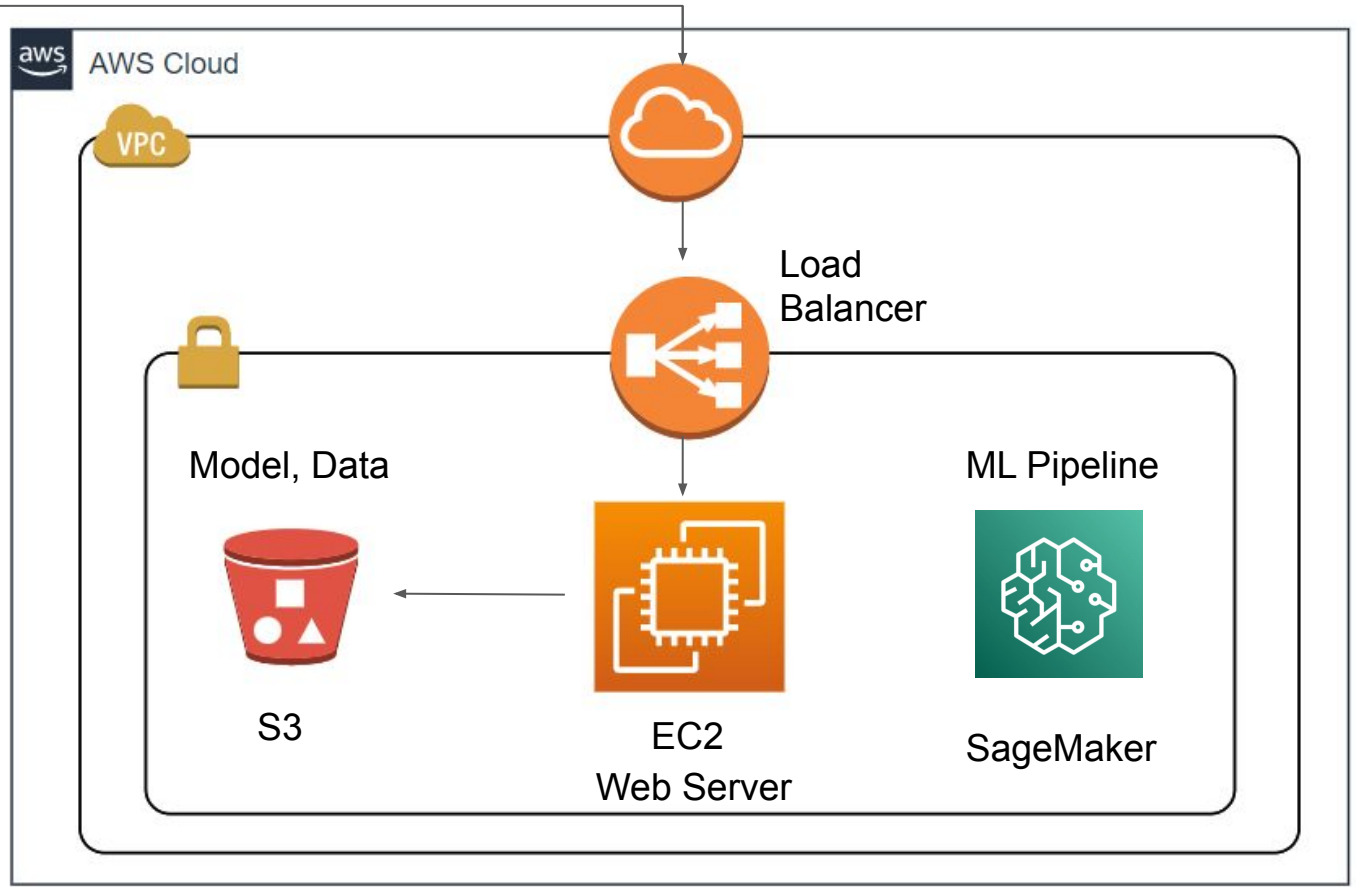 aws
AWS Cloud
VPC
Load
Balancer
Model, Data
ML Pipeline
S3
EC2
Web Server
SageMaker